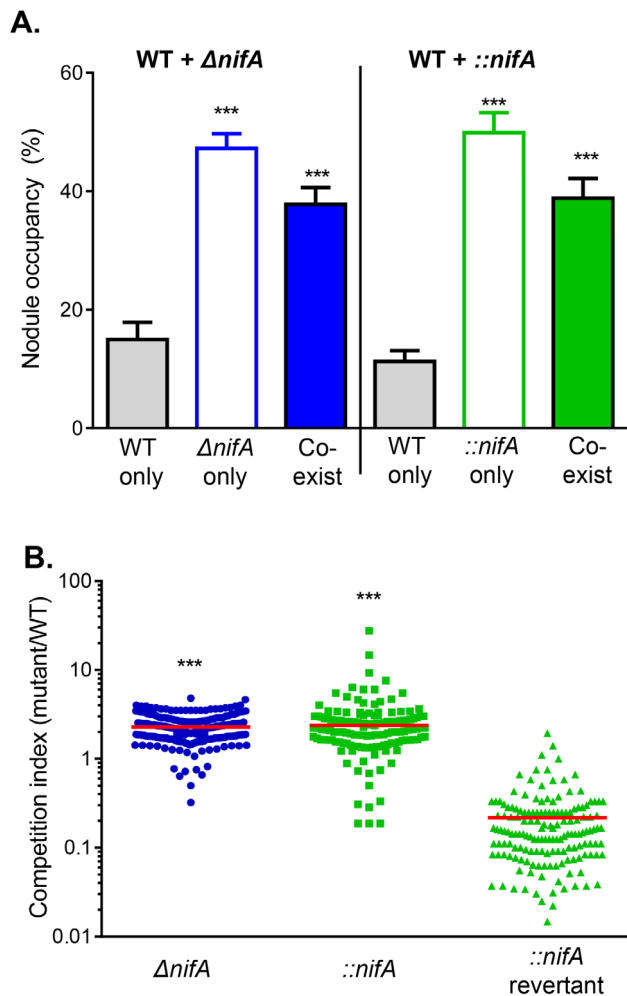 A.
WT + ΔnifA WT + ::nifA
Nodule occupancy (%)
60
40
20
0
***
***
***
***
WT only
ΔnifA only
Co-exist
WT only
::nifA only
Co-exist
B.
Competition index (mutant/WT)
100
10
1
0.1
0.01
***
***
ΔnifA
::nifA
::nifA
revertant